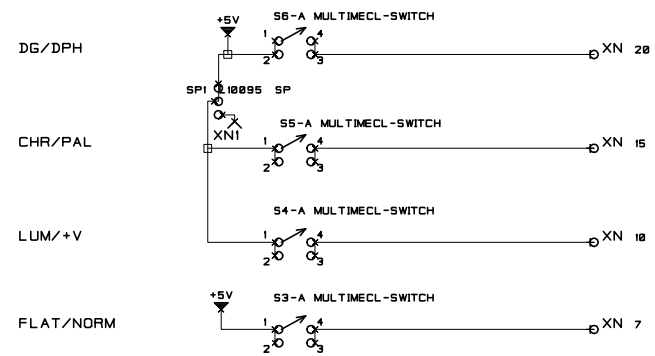 +5V S6-A MULTIMECL-SWITCH
1 4
DG/DPH XN 20
2 3
SP1 L10095 SP
S5-A MULTIMECL-SWITCH
XN1
1 4
CHR/PAL XN 15
2 3
S4-A MULTIMECL-SWITCH
1 4
LUM/+V XN 10
2 3
+5V S3-A MULTIMECL-SWITCH
1 4
FLAT/NORM XN 7
2 3